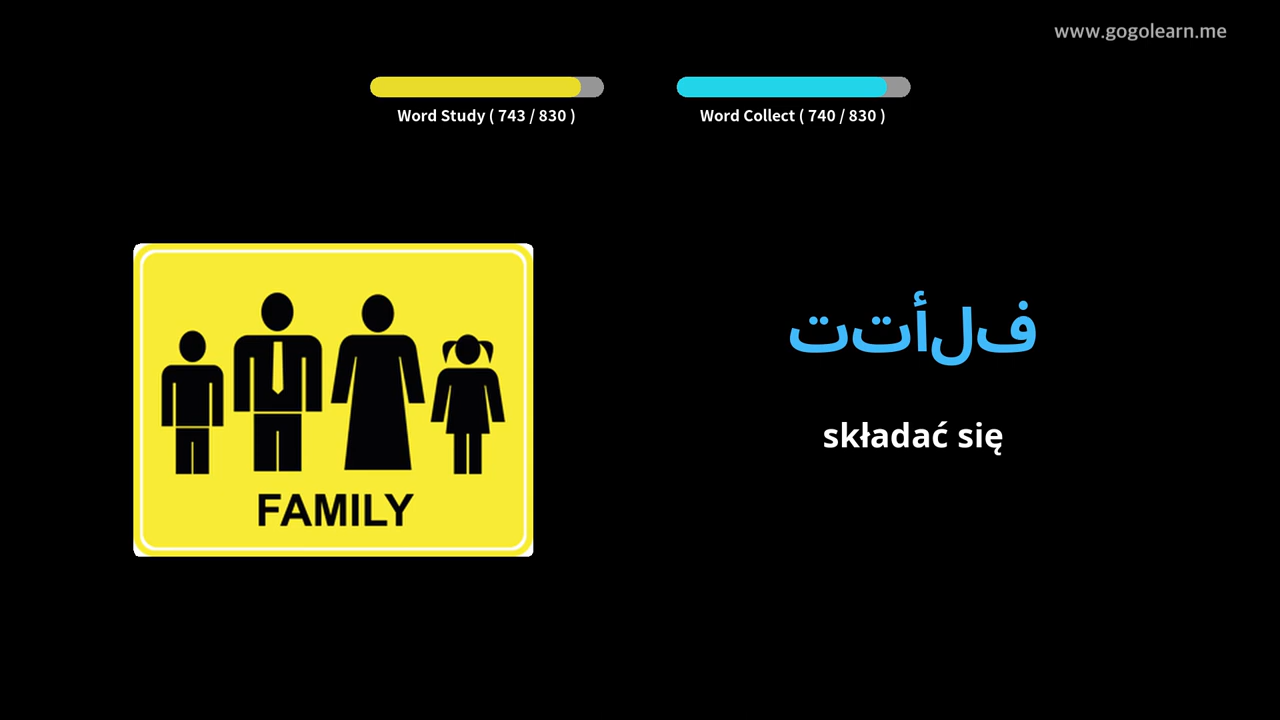 www.gogolearn.me
Word Study ( 743 / 830 )
Word Collect ( 740 / 830 )
FAMILY
تتألف
składać się